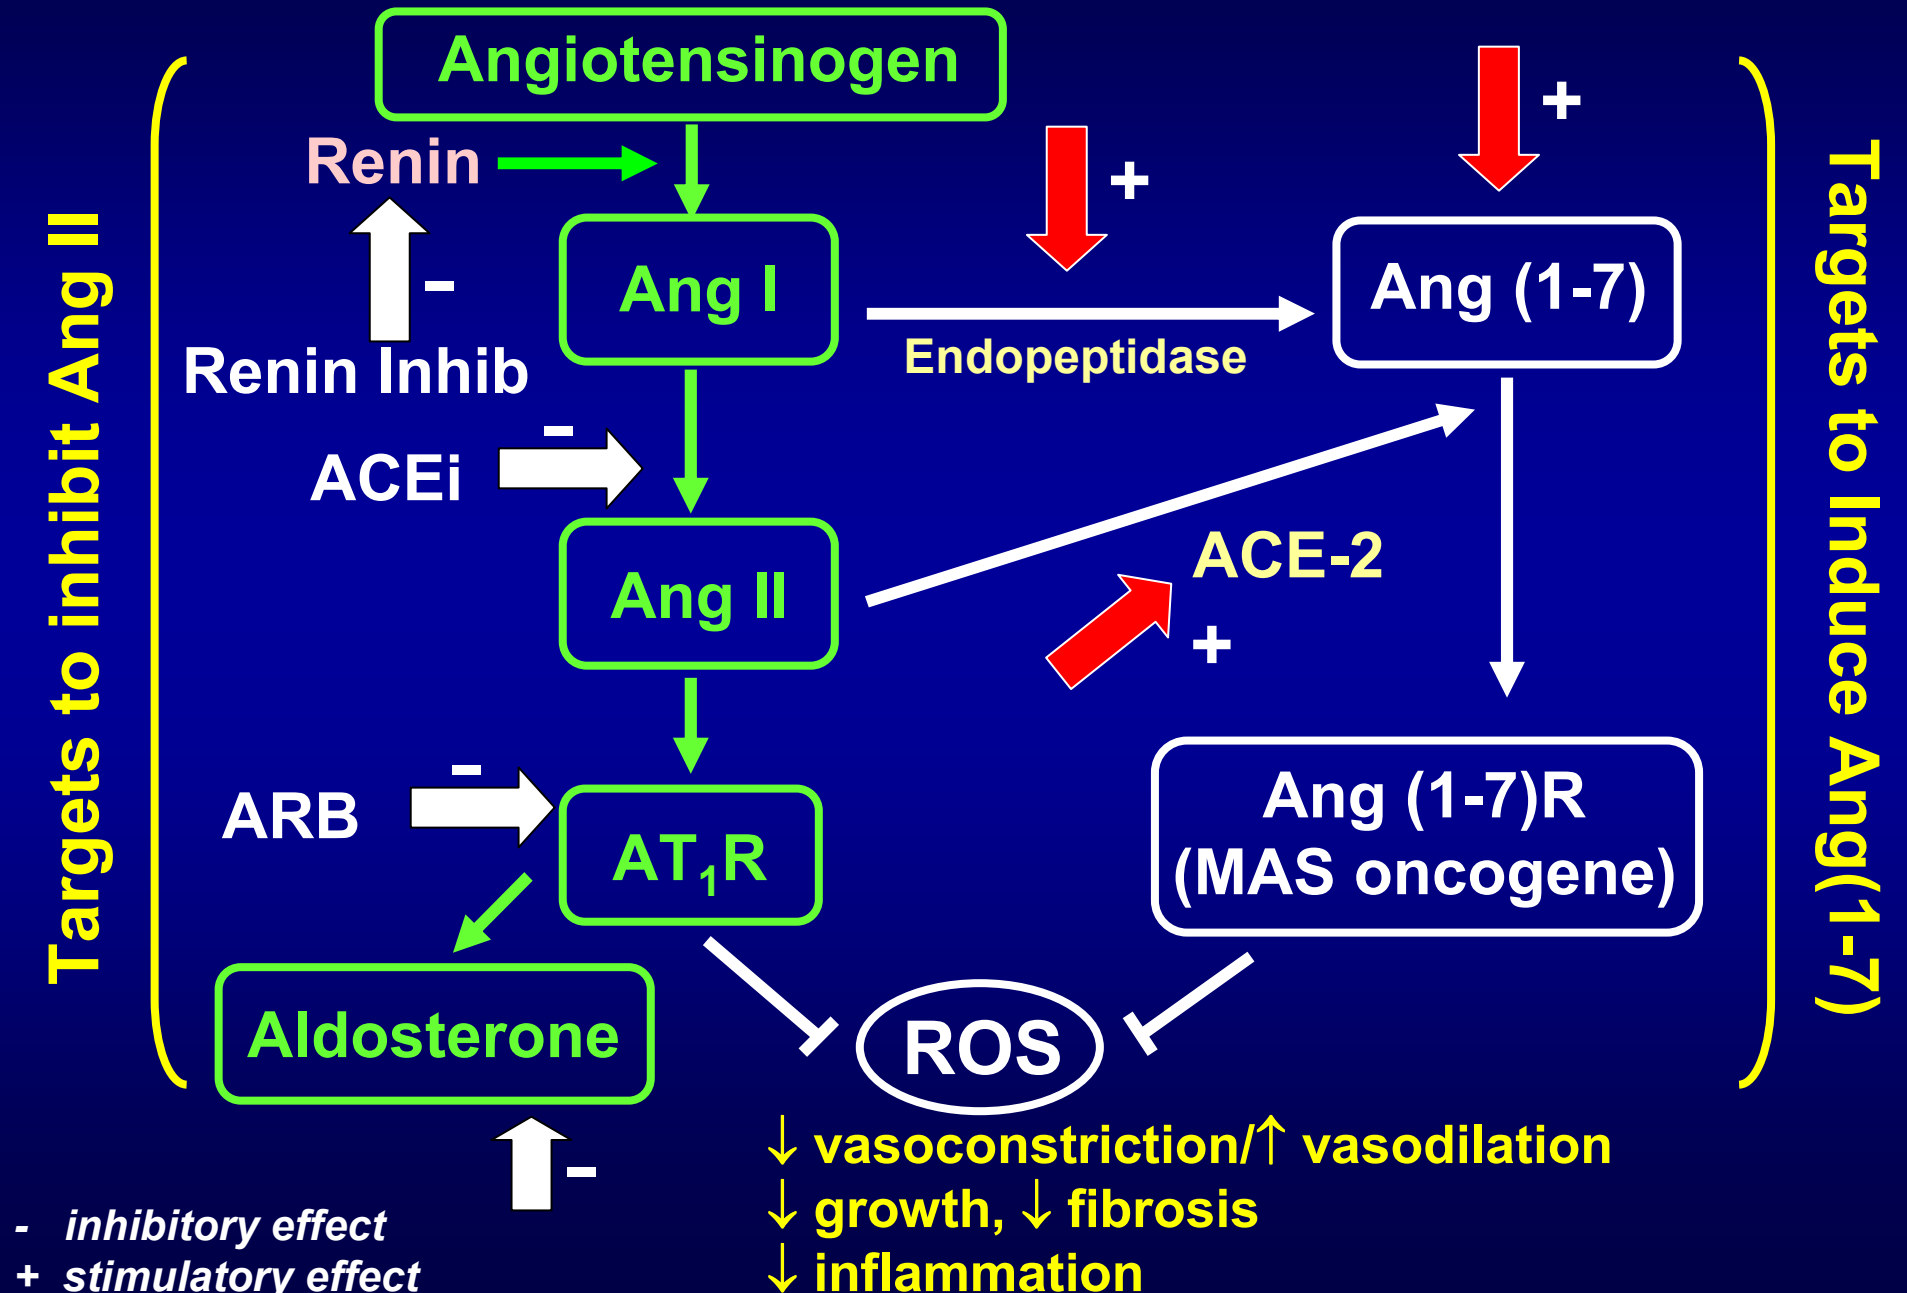 Targets to inhibit Ang II
Angiotensinogen
Renin
+
+
Ang I
Ang (1-7)
-
Endopeptidase
Renin Inhib
-
ACEi
ACE-2
Ang II
+
-
ARB
AT₁R
Ang (1-7)R
(MAS oncogene)
Aldosterone
ROS
-
↓ vasoconstriction/↑ vasodilation
↓ growth, ↓ fibrosis
↓ inflammation
- inhibitory effect
+ stimulatory effect
Targets to Induce Ang(1-7)